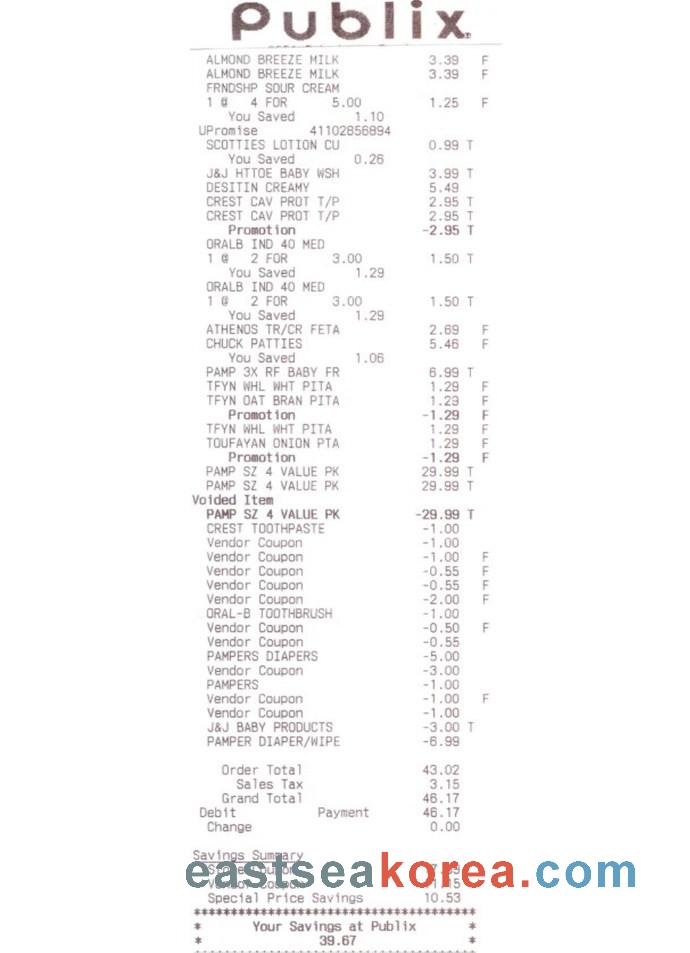 Publix
ALMOND BREEZE MILK 3.39 F
ALMOND BREEZE MILK 3.39 F
FRNDSHP SOUR CREAM
1 @ 4 FOR 5.00 1.25 F
You Saved 1.10
UPromise 41102856894
SCOTTIES LOTION CU 0.99 T
You Saved 0.26
J&J HTTOE BABY WSH 3.99 T
DESITIN CREAMY 5.49
CREST CAV PROT T/P 2.95 T
CREST CAV PROT T/P 2.95 T
Promotion -2.95 T
ORALB IND 40 MED
1 @ 2 FOR 3.00 1.50 T
You Saved 1.29
ORALB IND 40 MED
1 @ 2 FOR 3.00 1.50 T
You Saved 1.29
ATHENOS TR/CR FETA 2.69 F
CHUCK PATTIES 5.46 F
You Saved 1.06
PAMP 3X RF BABY FR 6.99 T
TFYN WHL WHT PITA 1.29 F
TFYN OAT BRAN PITA 1.29 F
Promotion -1.29 F
TFYN WHL WHT PITA 1.29 F
TOUFAYAN ONION PTA 1.29 F
Promotion -1.29 F
PAMP SZ 4 VALUE PK 29.99 T
PAMP SZ 4 VALUE PK 29.99 T
Voided Item
PAMP SZ 4 VALUE PK -29.99 T
CREST TOOTHPASTE -1.00
Vendor Coupon -1.00
Vendor Coupon -1.00 F
Vendor Coupon -0.55 F
Vendor Coupon -0.55 F
Vendor Coupon -2.00 F
ORAL-B TOOTHBRUSH -1.00
Vendor Coupon -0.50 F
Vendor Coupon -0.55
PAMPERS DIAPERS -5.00
Vendor Coupon -3.00
PAMPERS -1.00
Vendor Coupon -1.00 F
Vendor Coupon -1.00
J&J BABY PRODUCTS -3.00 T
PAMPER DIAPER/WIPE -6.99
Order Total 43.02
Sales Tax 3.15
Grand Total 46.17
Debit Payment 46.17
Change 0.00
Savings Summary
eastseakorea.com
Special Price Savings 10.53
****************************************
* Your Savings at Publix *
* 39.67 *